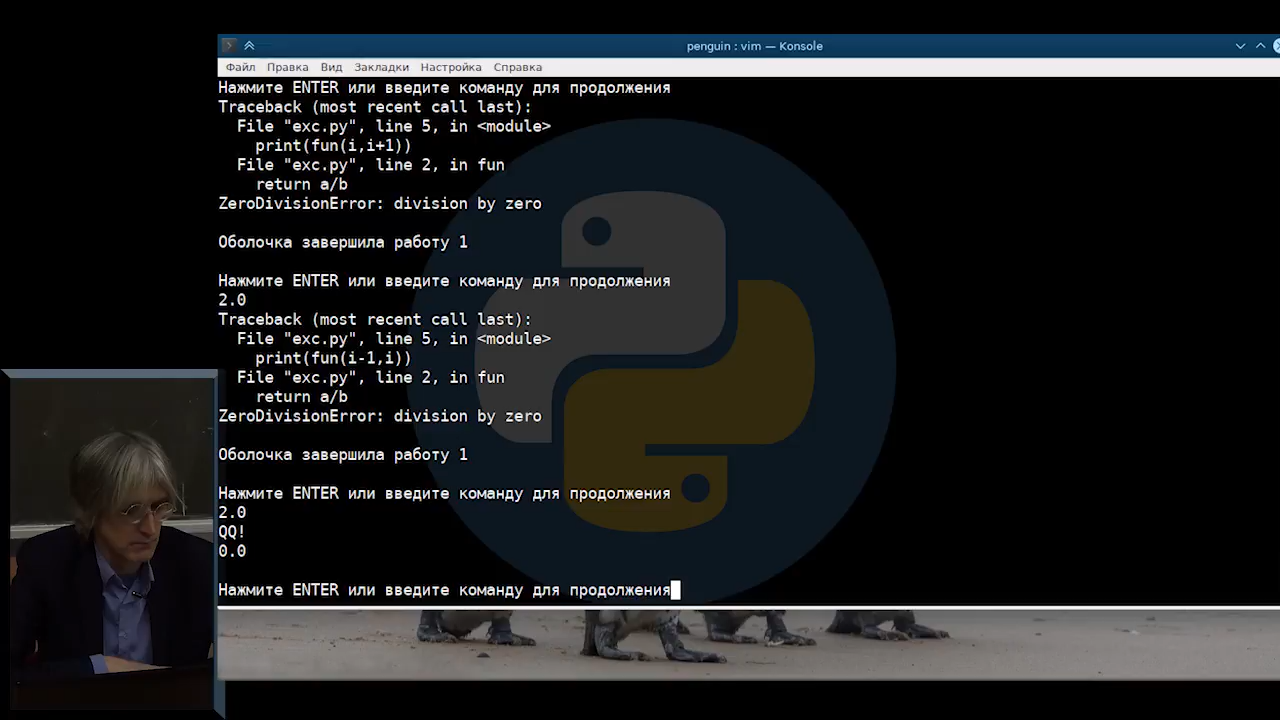 penguin : vim — Konsole
Файл Правка Вид Закладки Настройка Справка
Нажмите ENTER или введите команду для продолжения
Traceback (most recent call last):
  File "exc.py", line 5, in <module>
    print(fun(i,i+1))
  File "exc.py", line 2, in fun
    return a/b
ZeroDivisionError: division by zero
Оболочка завершила работу 1
Нажмите ENTER или введите команду для продолжения
2.0
Traceback (most recent call last):
  File "exc.py", line 5, in <module>
    print(fun(i-1,i))
  File "exc.py", line 2, in fun
    return a/b
ZeroDivisionError: division by zero
Оболочка завершила работу 1
Нажмите ENTER или введите команду для продолжения
2.0
QQ!
0.0
Нажмите ENTER или введите команду для продолжения